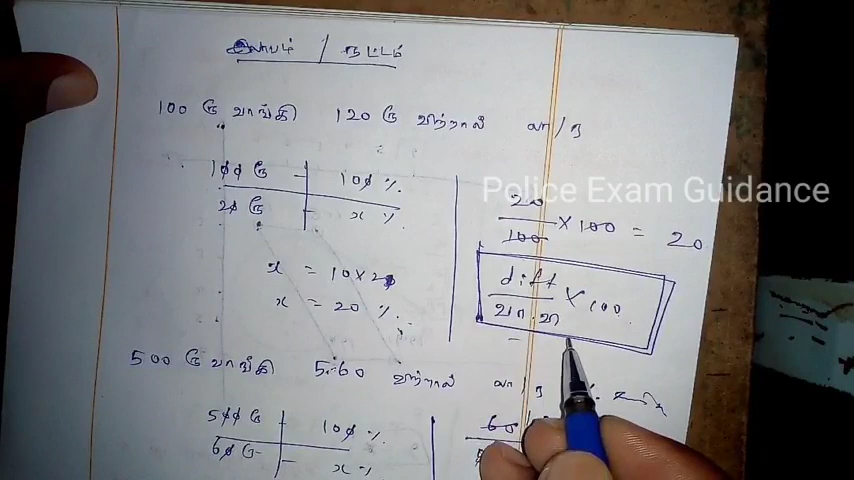 லாபம் / நட்டம்
100 ரூ வாங்கி 120 ரூ விற்றால் லா/ந
100 ரூ - 100 %.
20 ரூ - x %.
x = 10 X 2
x = 20 %.
Police Exam Guidance
20
100 X 100 = 20
diff
வா.வி X 100.
500 ரூ வாங்கி 560 விற்றால் லா/ந
500 ரூ - 100 %.
60 ரூ - x %
60